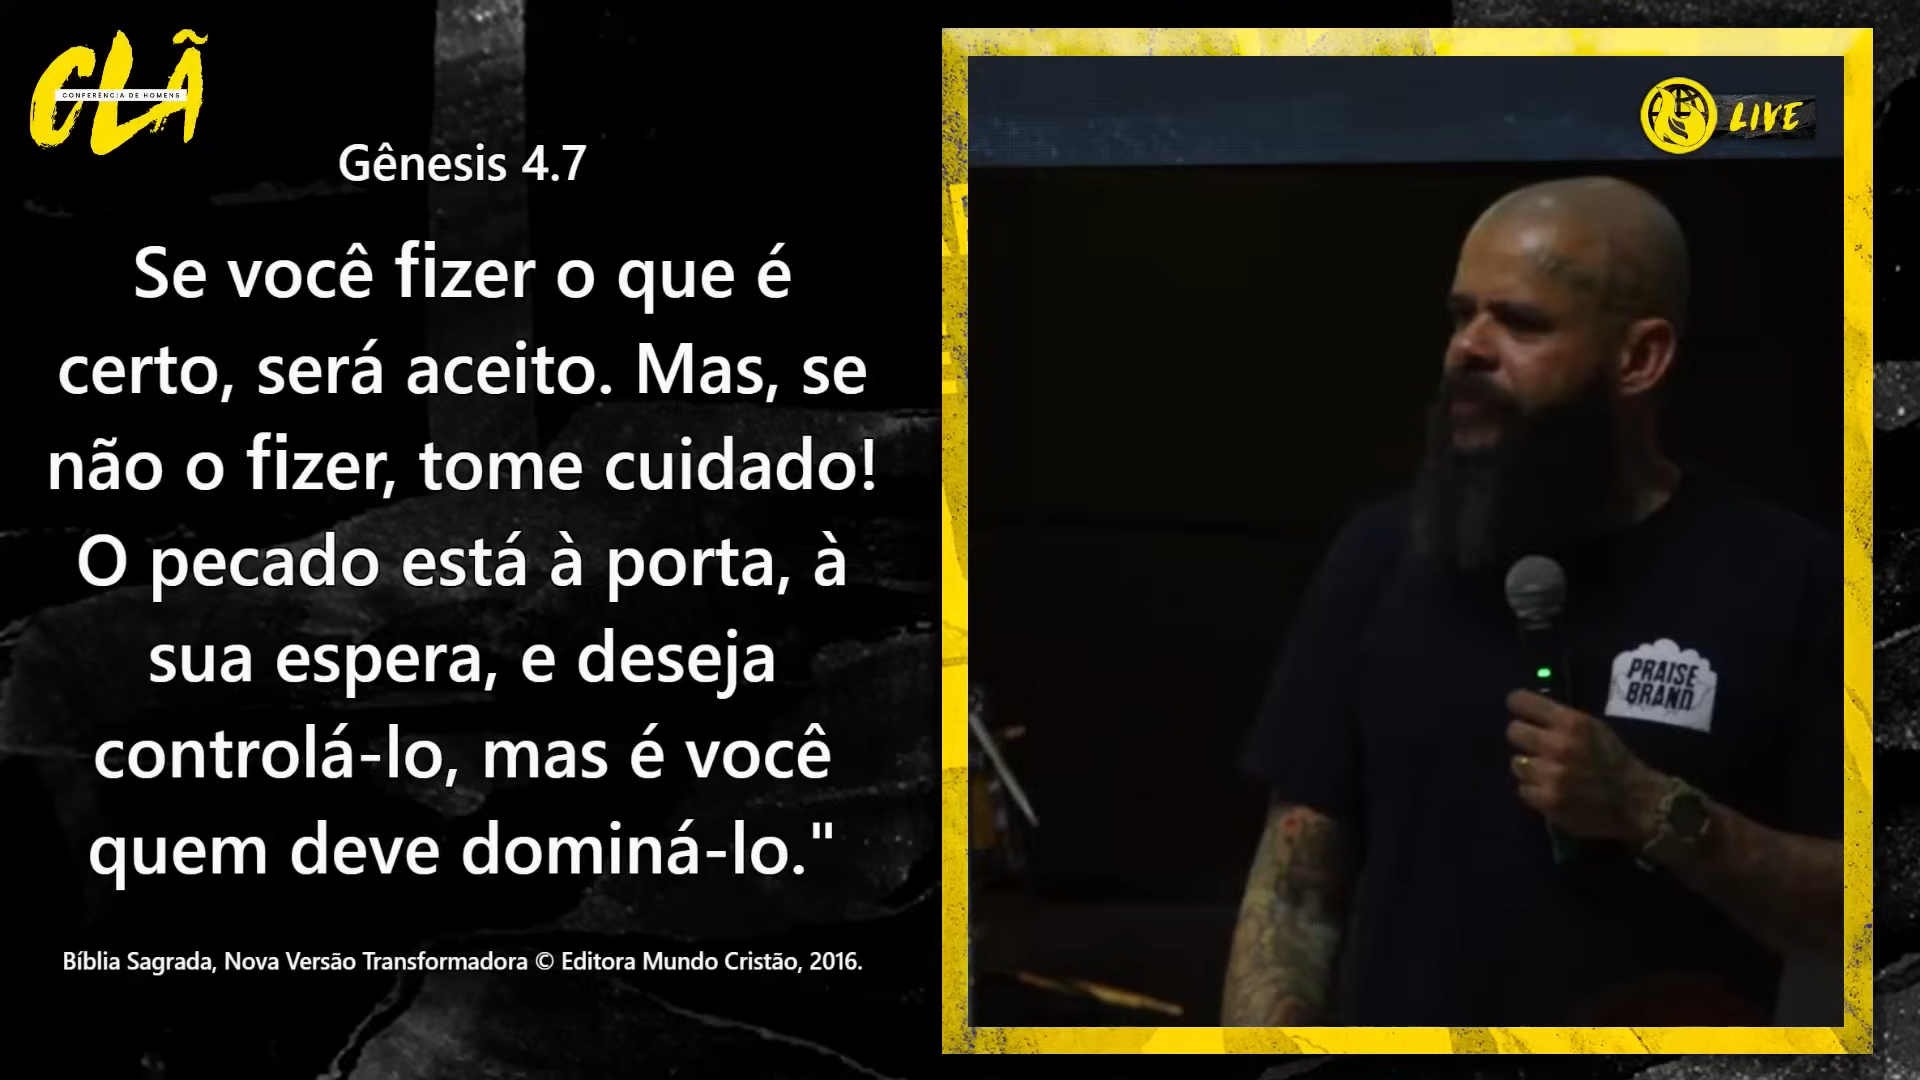 CLÃ
CONFERÊNCIA DE HOMENS
Gênesis 4.7
Se você fizer o que é
certo, será aceito. Mas, se
não o fizer, tome cuidado!
O pecado está à porta, à
sua espera, e deseja
controlá-lo, mas é você
quem deve dominá-lo."
Bíblia Sagrada, Nova Versão Transformadora © Editora Mundo Cristão, 2016.
LIVE
PRAISE
BRAND